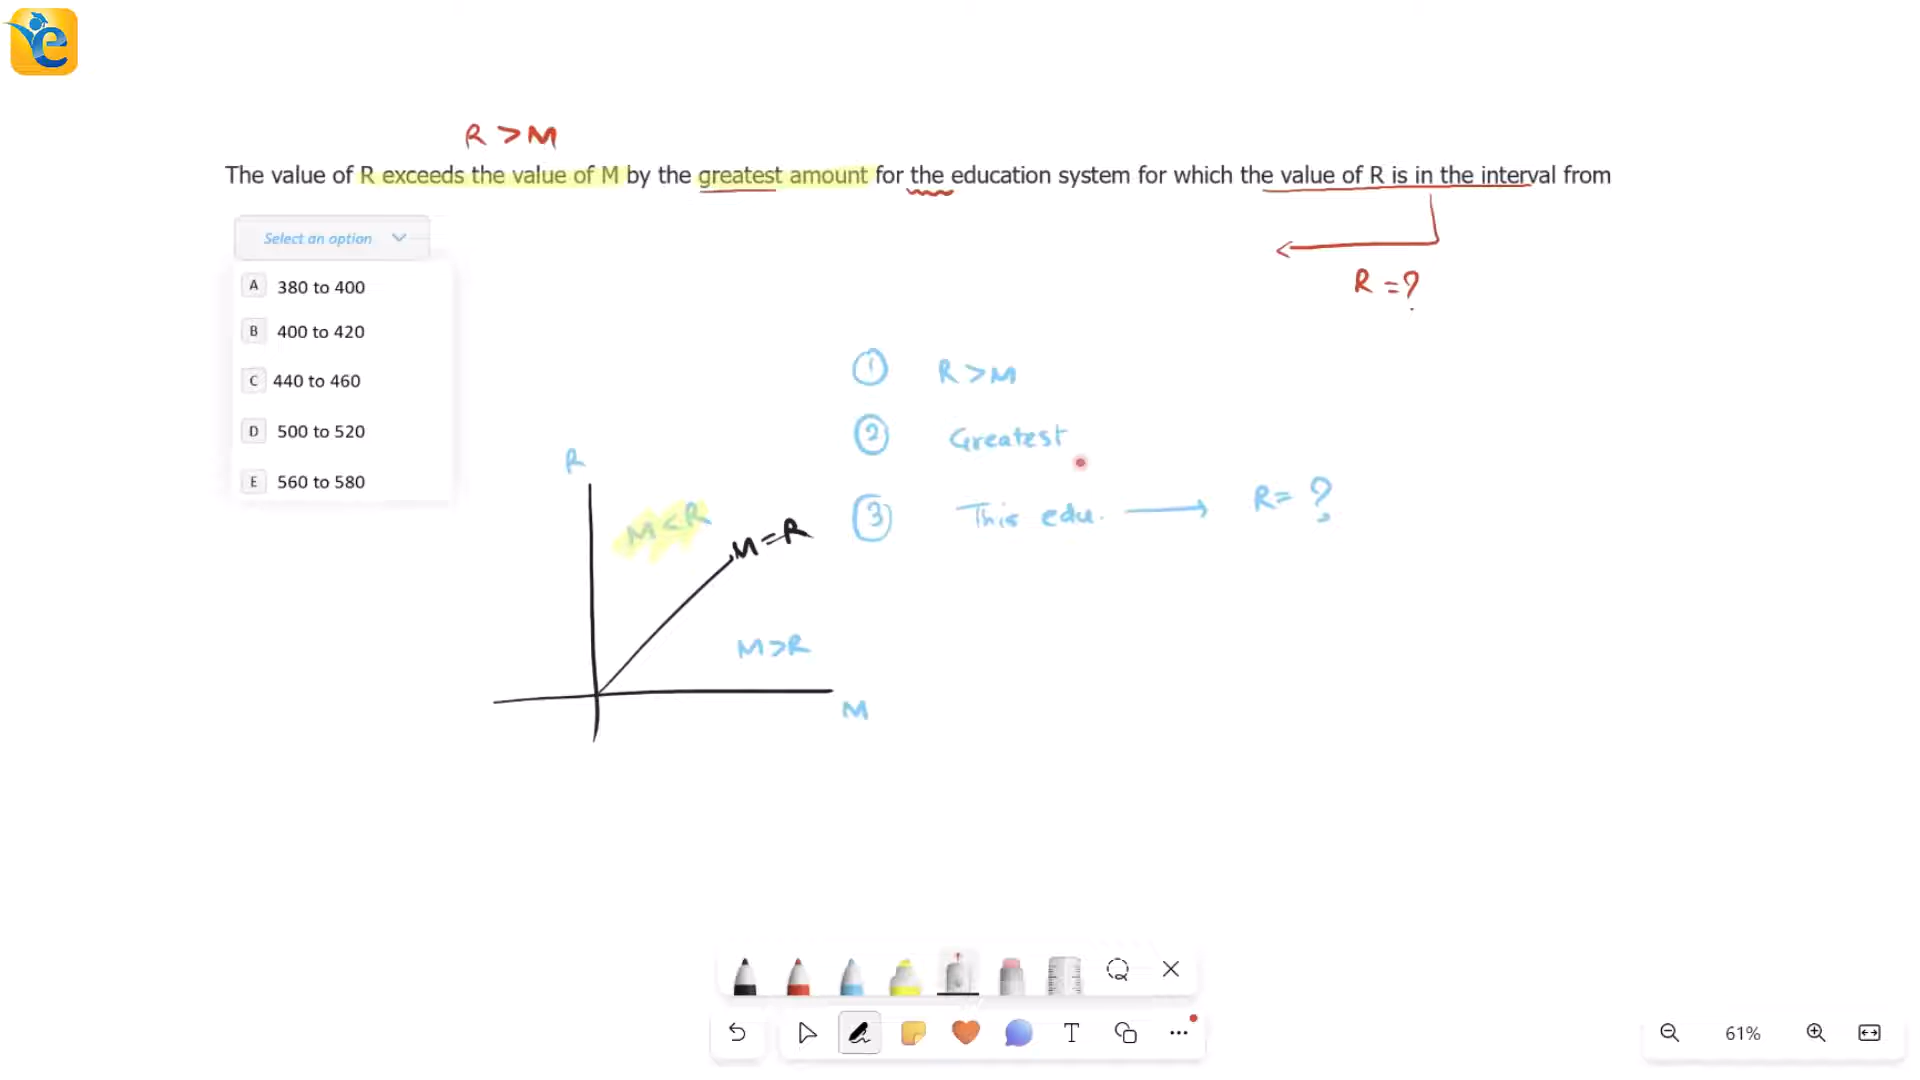 e
R > M
The value of R exceeds the value of M by the greatest amount for the education system for which the value of R is in the interval from
Select an option
A 380 to 400
B 400 to 420
C 440 to 460
D 500 to 520
E 560 to 580
R = ?
① R > M
② Greatest
③ This edu. → R = ?
R
M < R
M = R
M > R
M
T
61%